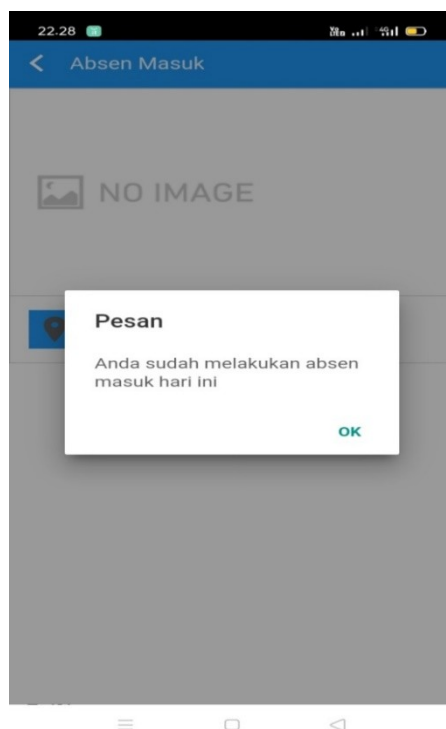 22.28
Absen Masuk
NO IMAGE
Pesan
Anda sudah melakukan absen
masuk hari ini
OK